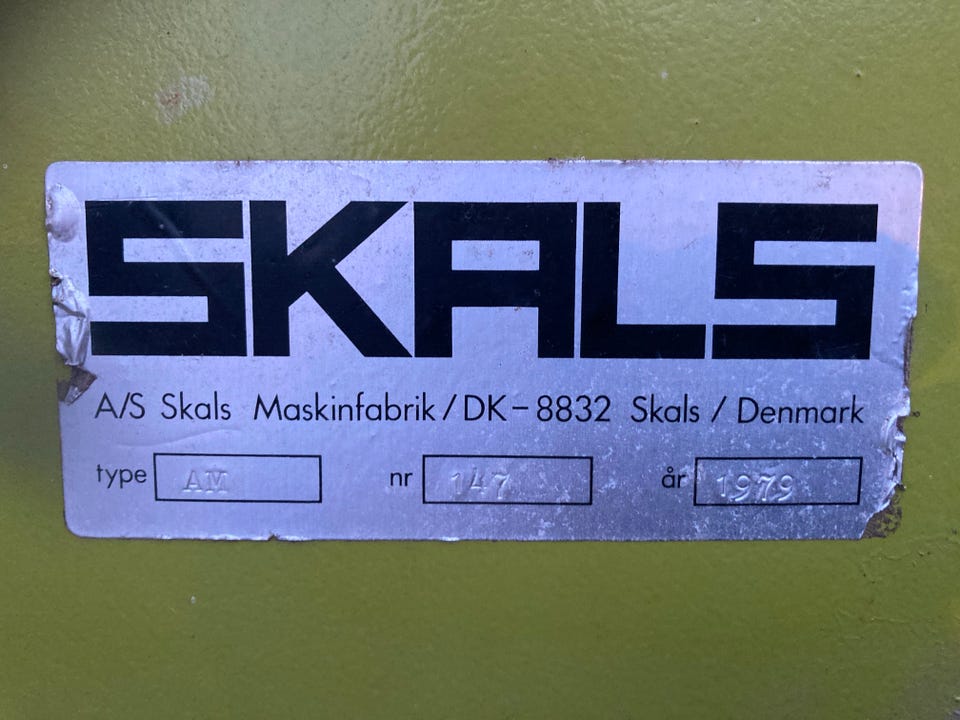 SKALS
A/S Skals Maskinfabrik / DK - 8832 Skals / Denmark
type AM nr 147 år 1979